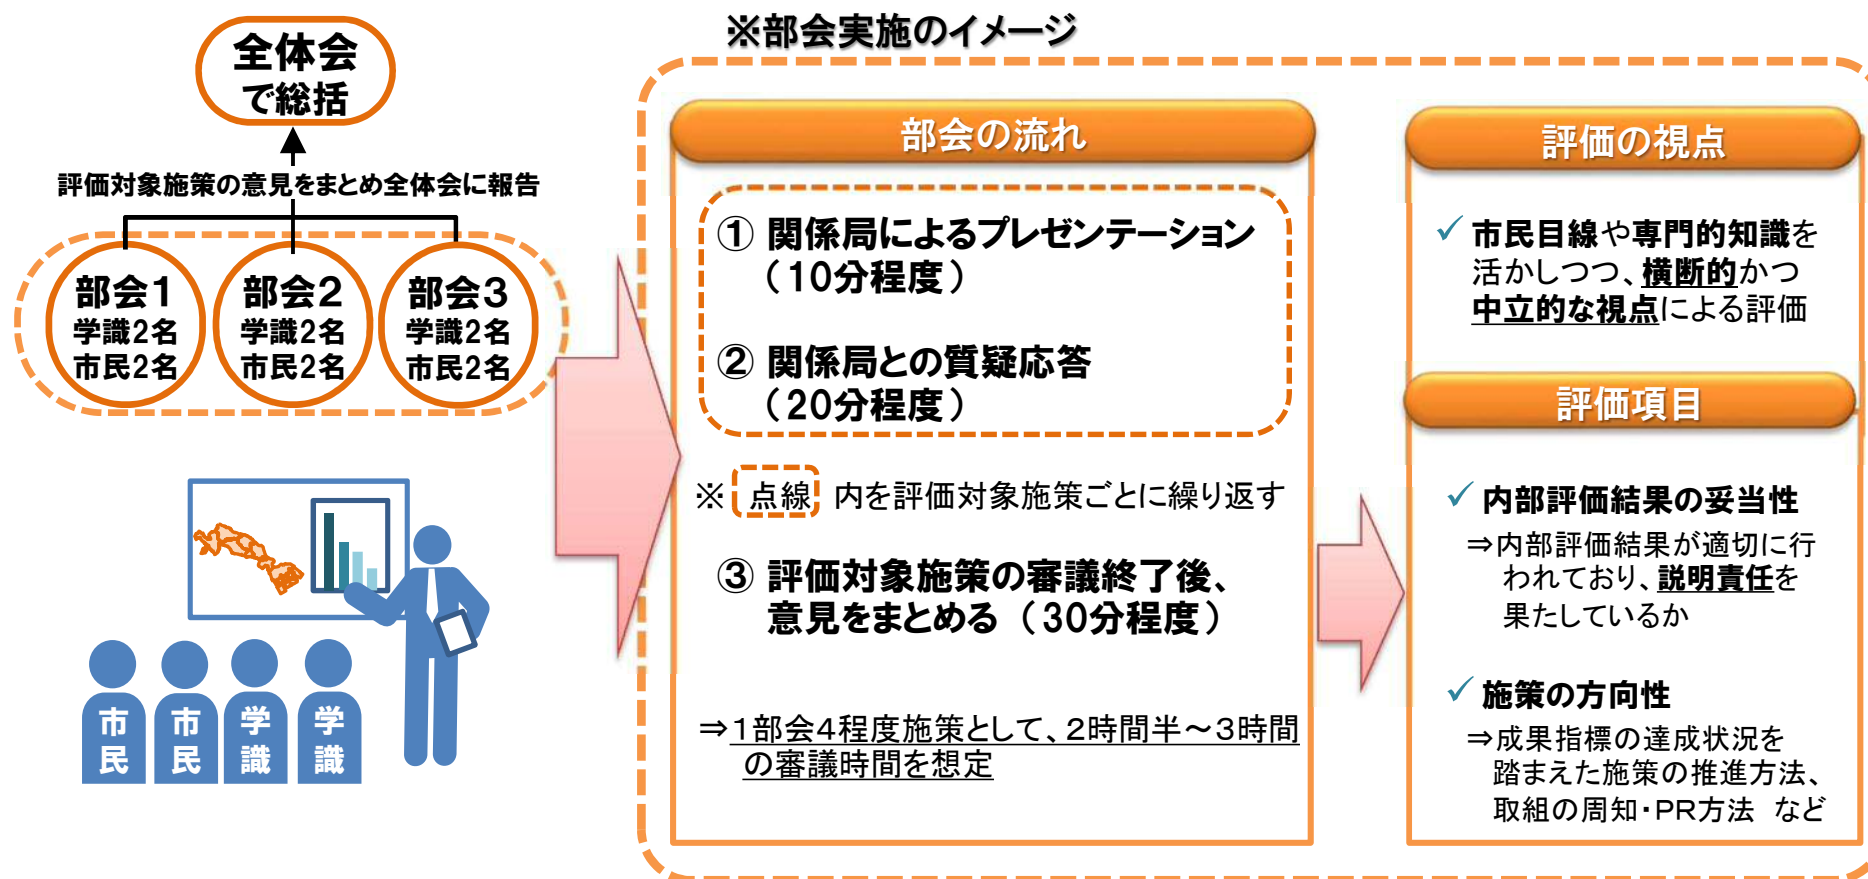 ※部会実施のイメージ
全体会
で総括
評価対象施策の意見をまとめ全体会に報告
部会1
学識2名
市民2名
部会2
学識2名
市民2名
部会3
学識2名
市民2名
市民
市民
学識
学識
部会の流れ
① 関係局によるプレゼンテーション
（10分程度）
② 関係局との質疑応答
（20分程度）
※ 点線 内を評価対象施策ごとに繰り返す
③ 評価対象施策の審議終了後、
意見をまとめる（30分程度）
⇒1部会4程度施策として、2時間半～3時間
の審議時間を想定
評価の視点
✓ 市民目線や専門的知識を
活かしつつ、横断的かつ
中立的な視点による評価
評価項目
✓ 内部評価結果の妥当性
⇒内部評価結果が適切に行
われており、説明責任を
果たしているか
✓ 施策の方向性
⇒成果指標の達成状況を
踏まえた施策の推進方法、
取組の周知・PR方法 など